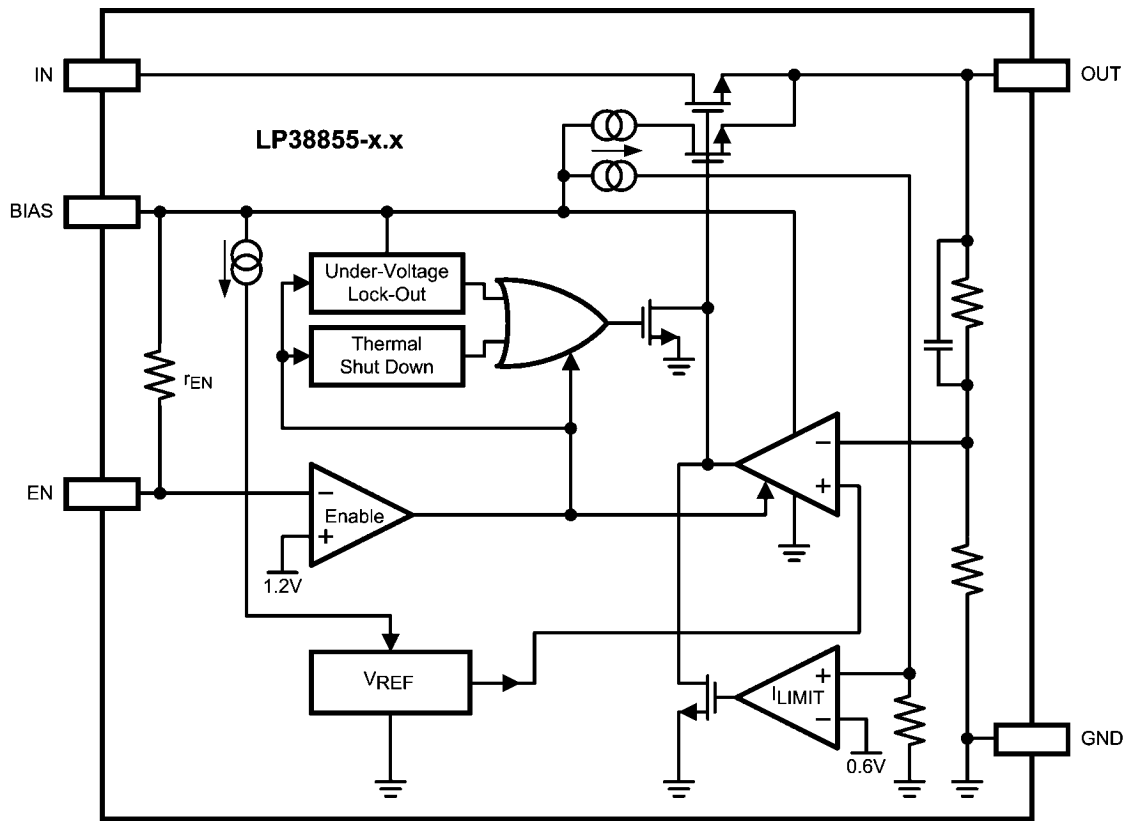 IN
OUT
LP38855-x.x
BIAS
Under-Voltage
Lock-Out
Thermal
Shut Down
rEN
−
+
EN
−
Enable
+
1.2V
VREF
+
ILIMIT
−
0.6V
GND